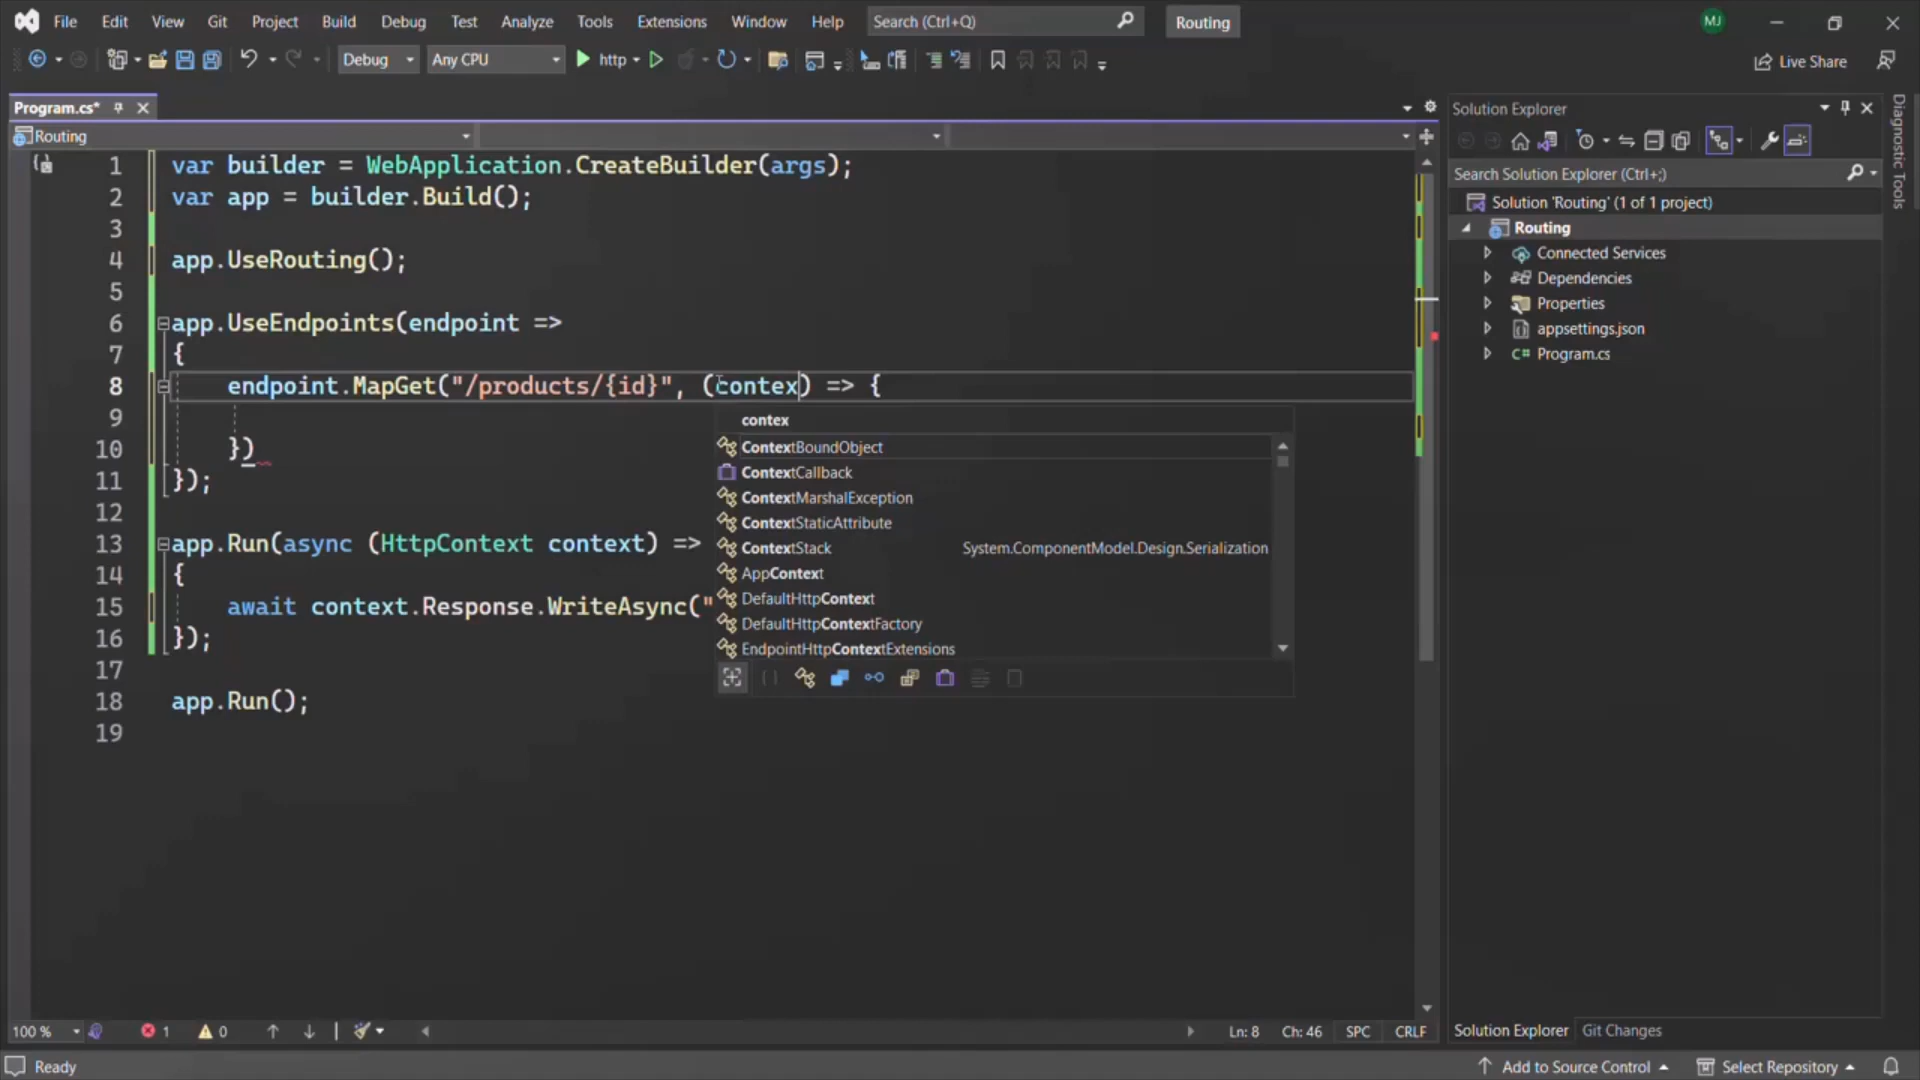 File Edit View Git Project Build Debug Test Analyze Tools Extensions Window Help Search (Ctrl+Q) Routing MJ
Debug Any CPU http Live Share
Program.cs*
Routing
1 var builder = WebApplication.CreateBuilder(args);
2 var app = builder.Build();
3
4 app.UseRouting();
5
6 app.UseEndpoints(endpoint =>
7 {
8 endpoint.MapGet("/products/{id}", (contex) => {
9
10 })
11 });
12
13 app.Run(async (HttpContext context) =>
14 {
15 await context.Response.WriteAsync("
16 });
17
18 app.Run();
19
contex
ContextBoundObject
ContextCallback
ContextMarshalException
ContextStaticAttribute
ContextStack System.ComponentModel.Design.Serialization
AppContext
DefaultHttpContext
DefaultHttpContextFactory
EndpointHttpContextExtensions
Solution Explorer
Search Solution Explorer (Ctrl+;)
Solution 'Routing' (1 of 1 project)
Routing
Connected Services
Dependencies
Properties
appsettings.json
C# Program.cs
Diagnostic Tools
100 % 1 0 Ln: 8 Ch: 46 SPC CRLF
Solution Explorer Git Changes
Ready Add to Source Control Select Repository